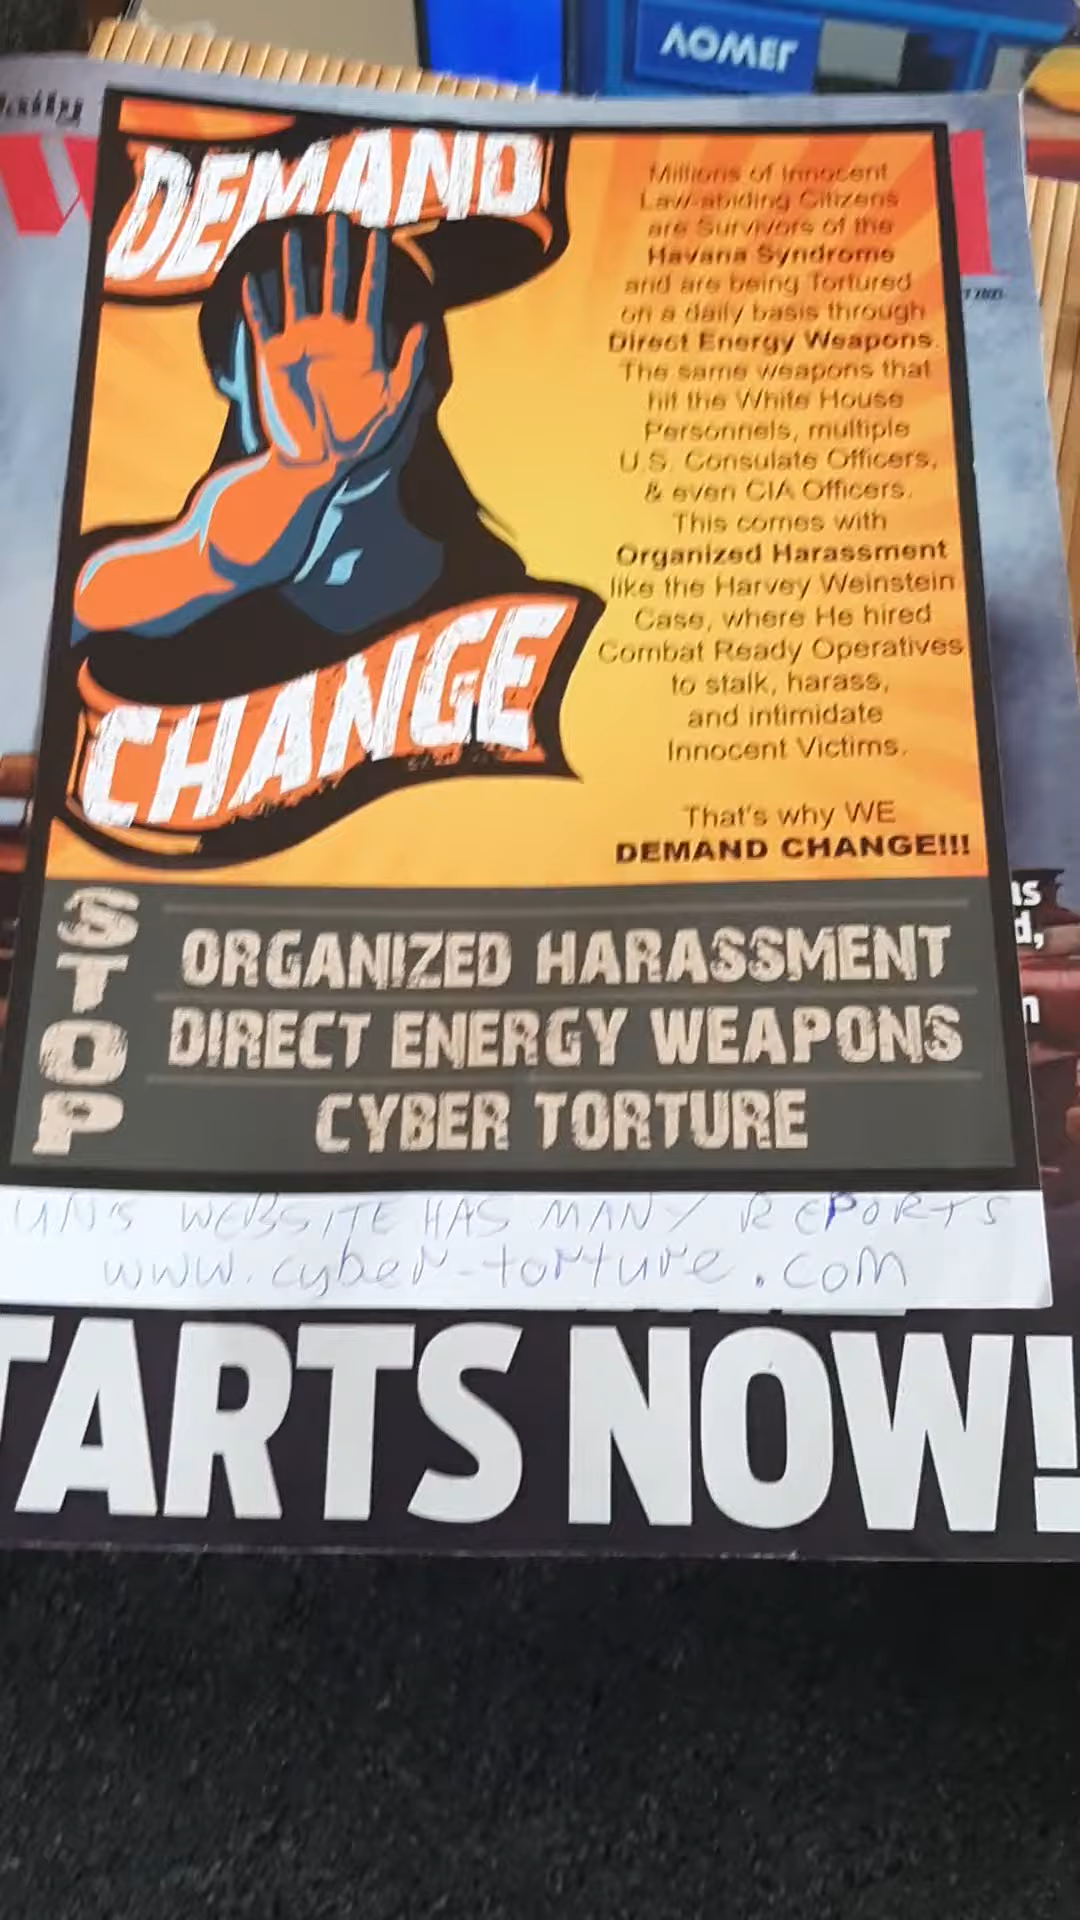 DEMAND
CHANGE
Millions of Innocent
Law-abiding Citizens
are Survivors of the
Havana Syndrome
and are being Tortured
on a daily basis through
Direct Energy Weapons.
The same weapons that
hit the White House
Personnels, multiple
U.S. Consulate Officers,
& even CIA Officers.
This comes with
Organized Harassment
like the Harvey Weinstein
Case, where He hired
Combat Ready Operatives
to stalk, harass,
and intimidate
Innocent Victims.
That's why WE
DEMAND CHANGE!!!
STOP
ORGANIZED HARASSMENT
DIRECT ENERGY WEAPONS
CYBER TORTURE
UN'S WEBSITE HAS MANY REPORTS
www.cyber-torture.com
TARTS NOW!